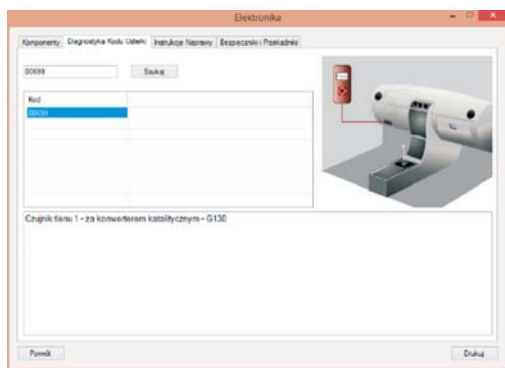 Elektronika
Komponenty Diagnostyka Kodu Usterki Instrukcje Naprawy Bezpieczniki i Przekaźniki
00699 Szukaj
Kod
00699
Czujnik tlenu 1 - za konwerterem katalitycznym - G130
Powrót Drukuj